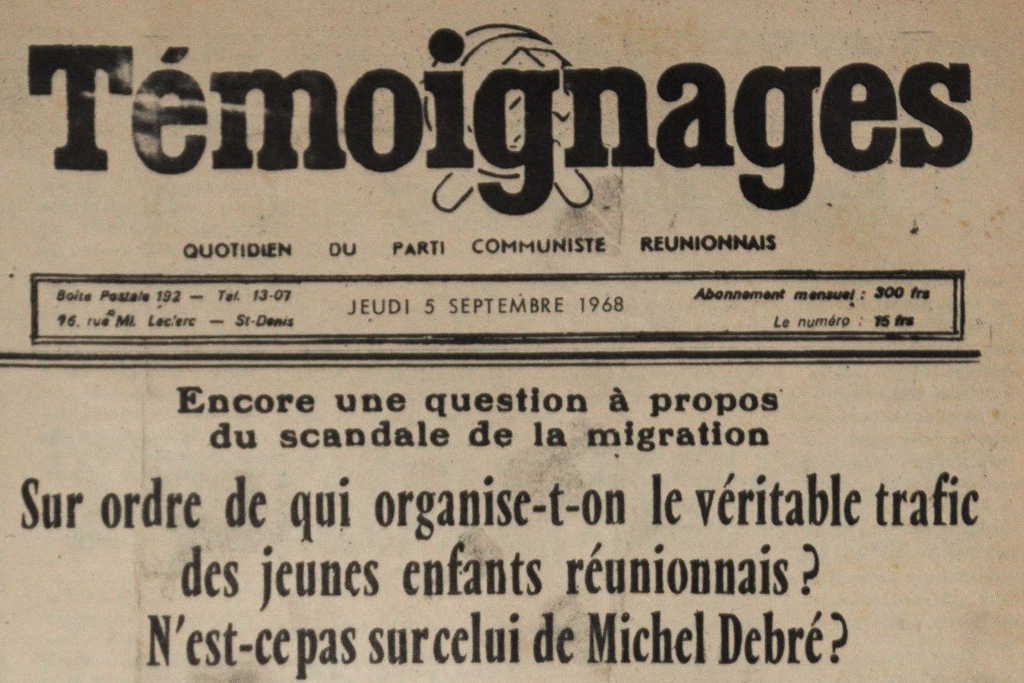 Témoignages
QUOTIDIEN DU PARTI COMMUNISTE REUNIONNAIS
Boite Postale 192 — Tel. 13-07
16. rue Ml. Leclerc — St-Denis
JEUDI 5 SEPTEMBRE 1968
Abonnement mensuel : 300 frs
Le numéro : 15 frs
Encore une question à propos
du scandale de la migration
Sur ordre de qui organise-t-on le véritable trafic
des jeunes enfants réunionnais ?
N'est-ce pas sur celui de Michel Debré ?